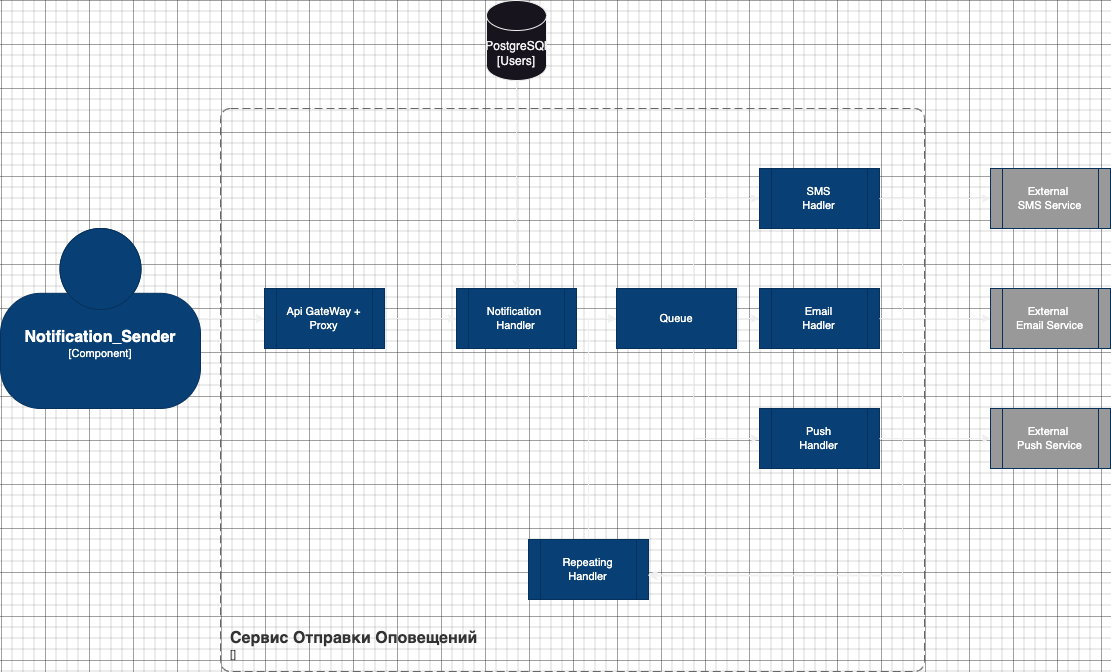 PostgreSQL
[Users]
SMS
Hadler
External
SMS Service
Notification_Sender
[Component]
Api GateWay +
Proxy
Notification
Handler
Queue
Email
Hadler
External
Email Service
Push
Handler
External
Push Service
Repeating
Handler
Сервис Отправки Оповещений
[]